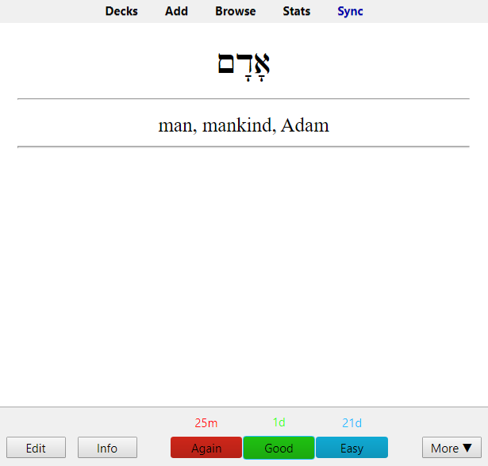 Decks Add Browse Stats Sync
אָדָם
man, mankind, Adam
25m 1d 21d
Edit Info Again Good Easy More ▼